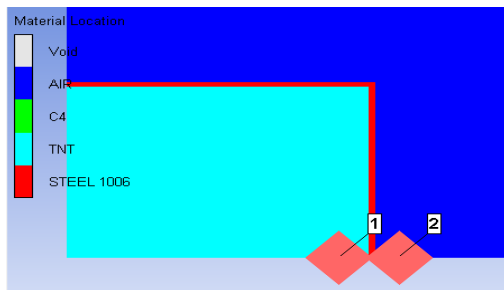 Material Location
Void
AIR
C4
TNT
STEEL 1006
1
2